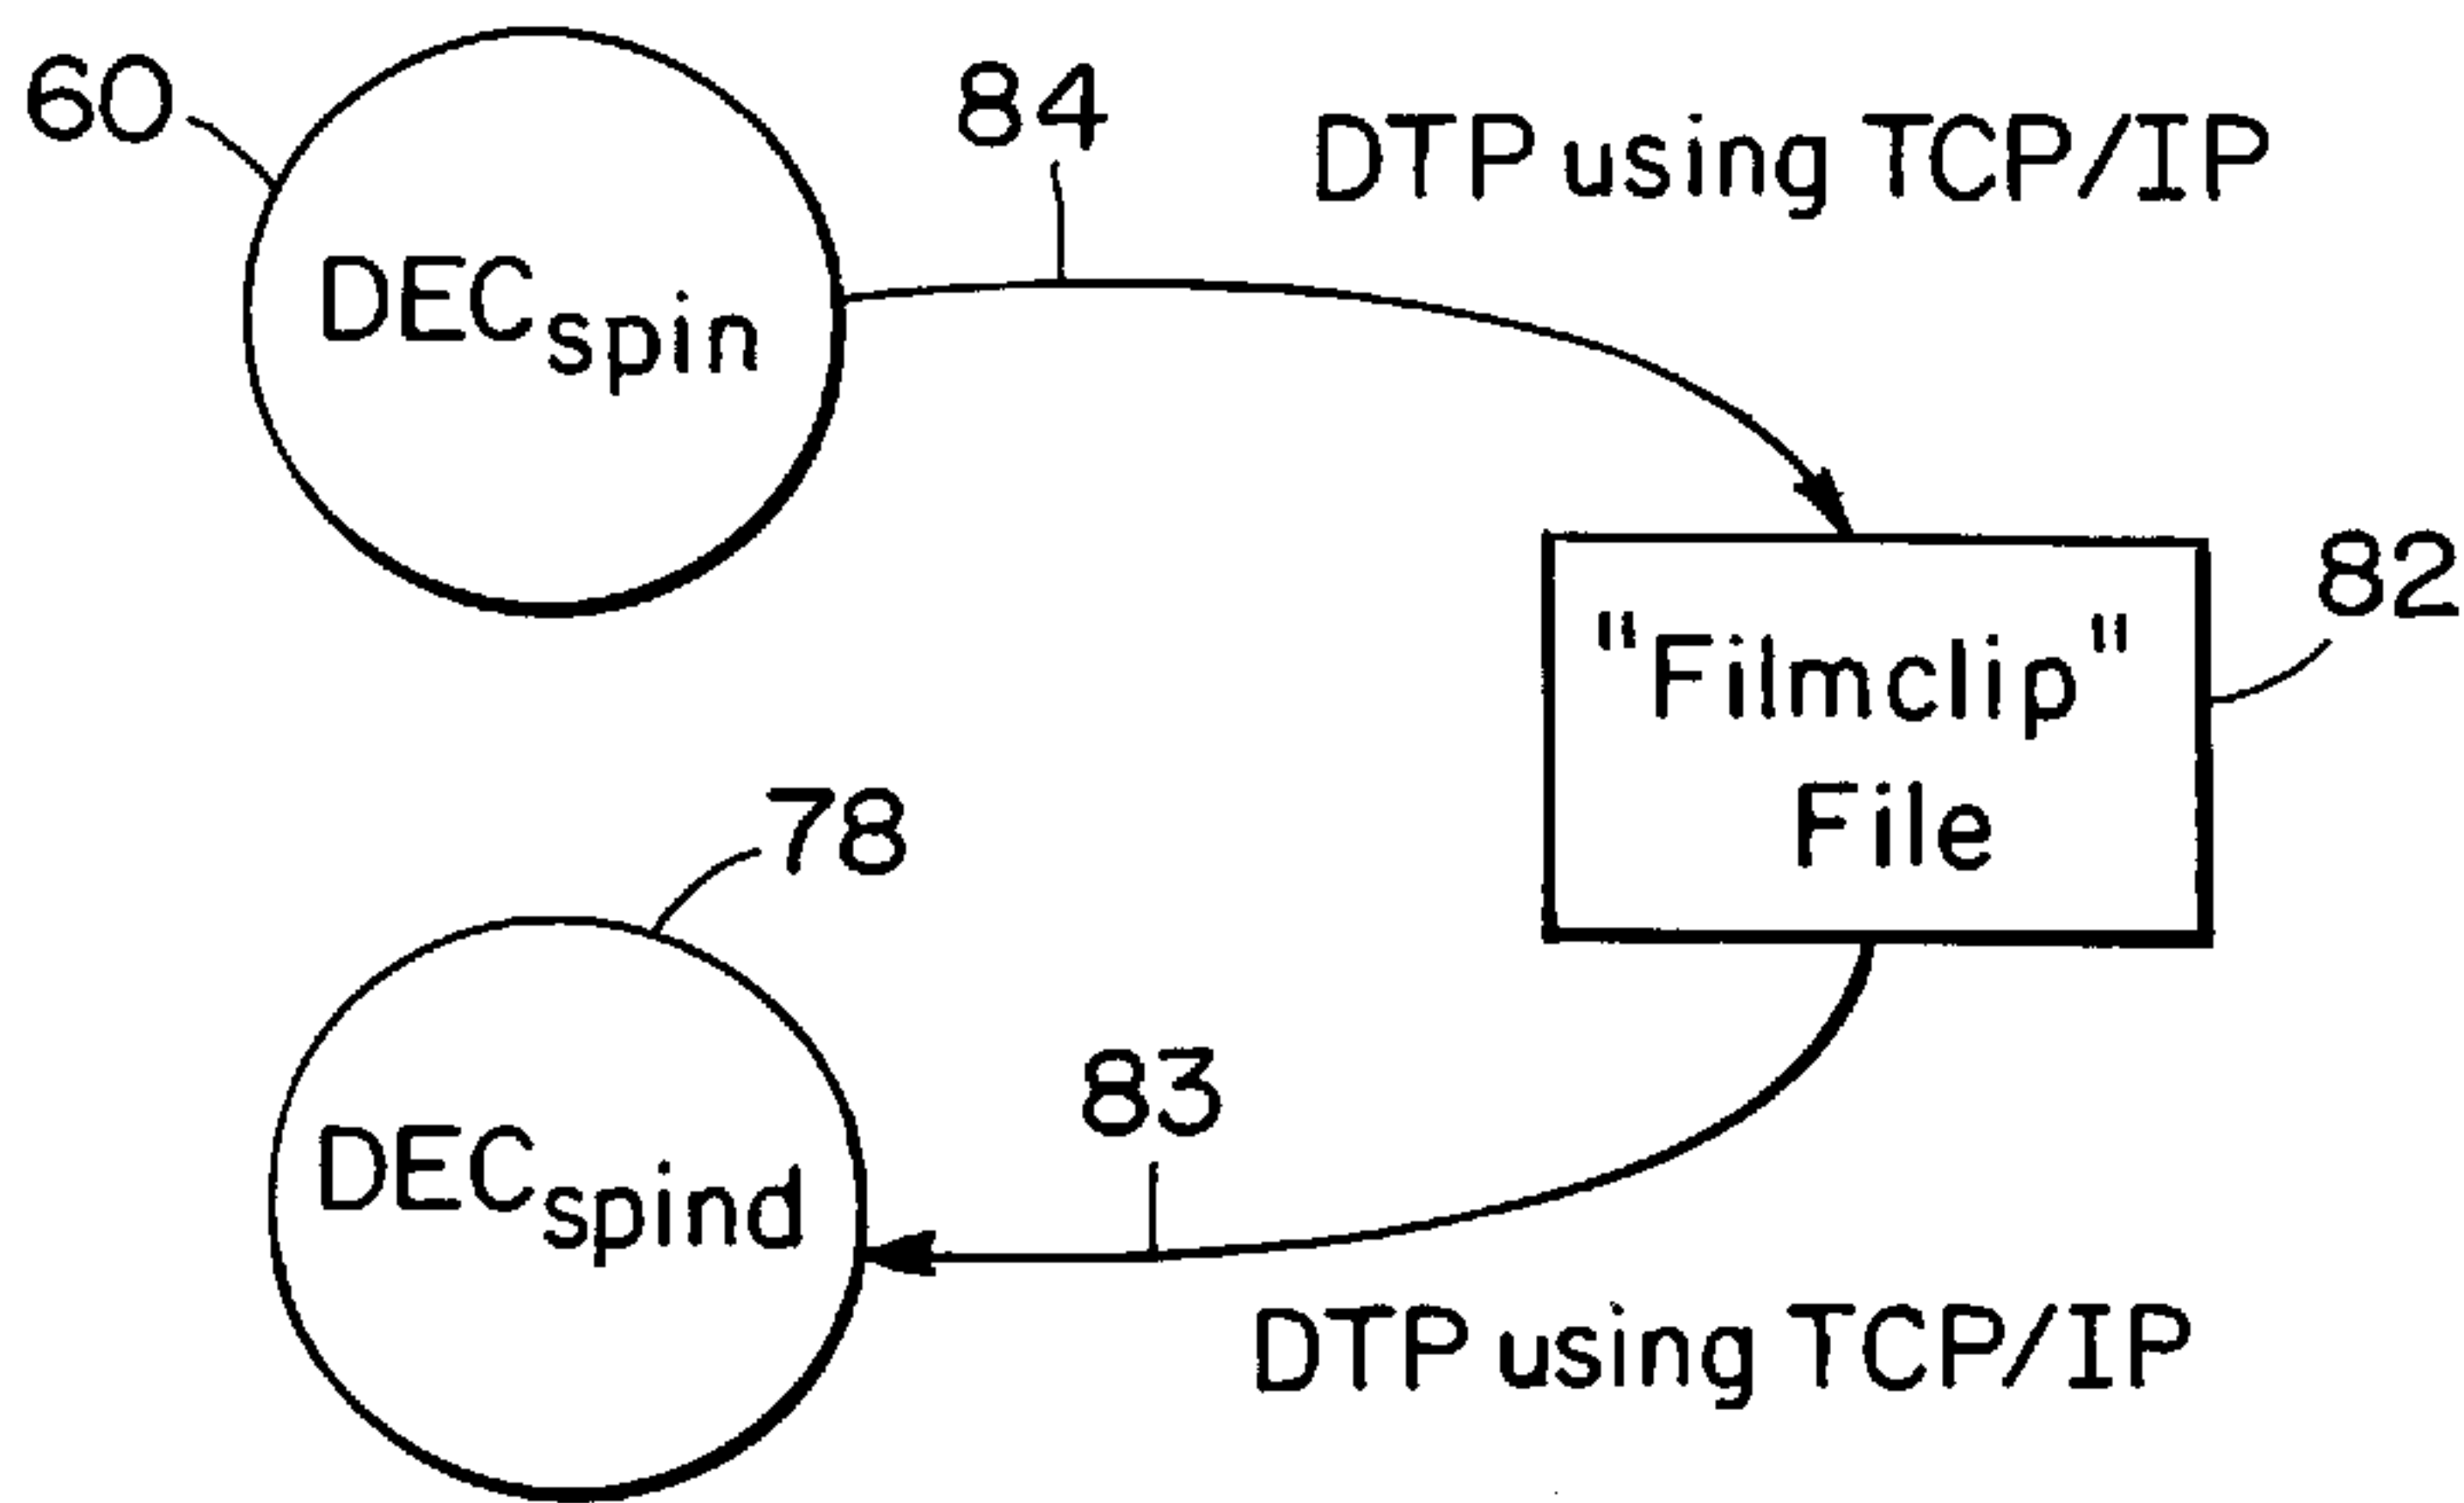 60
84
DTP using TCP/IP
DECspin
"Filmclip"
File
82
78
DECspind
83
DTP using TCP/IP